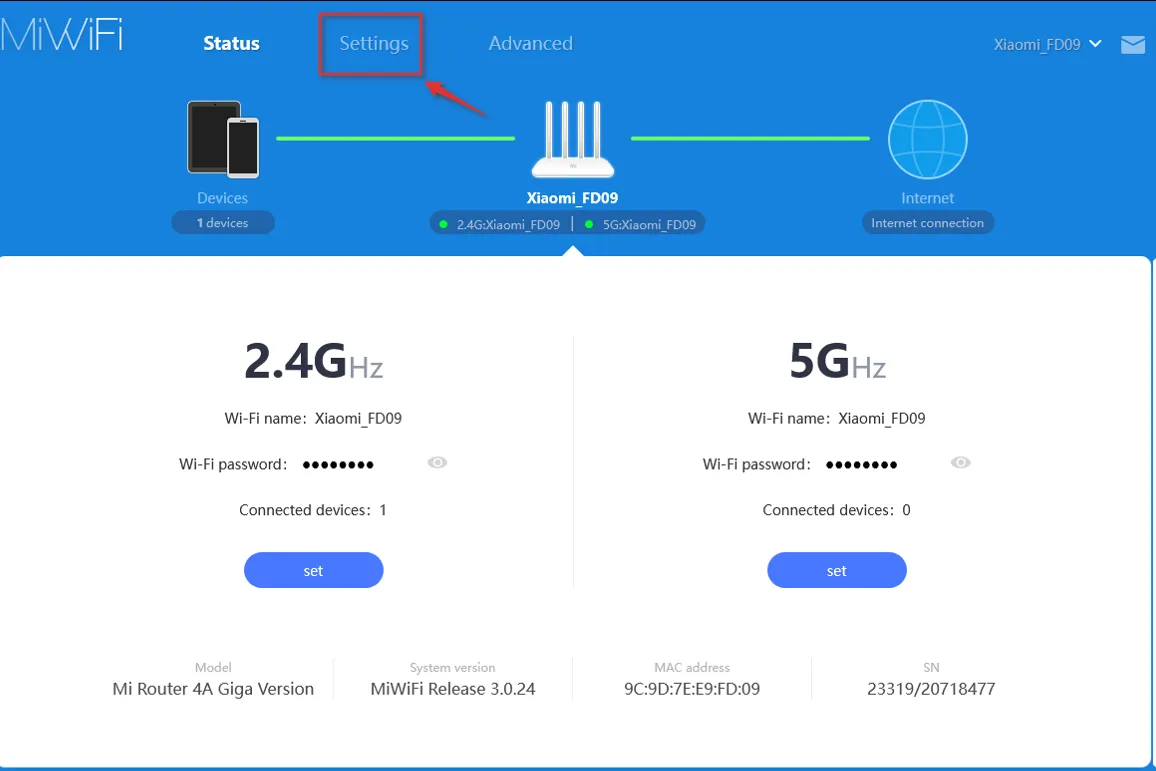 MiWiFi Status Settings Advanced Xiaomi_FD09
Devices Xiaomi_FD09 Internet
1 devices 2.4G:Xiaomi_FD09 | 5G:Xiaomi_FD09 Internet connection
2.4GHz 5GHz
Wi-Fi name: Xiaomi_FD09 Wi-Fi name: Xiaomi_FD09
Wi-Fi password: •••••••• Wi-Fi password: ••••••••
Connected devices: 1 Connected devices: 0
set set
Model System version MAC address SN
Mi Router 4A Giga Version MiWiFi Release 3.0.24 9C:9D:7E:E9:FD:09 23319/20718477